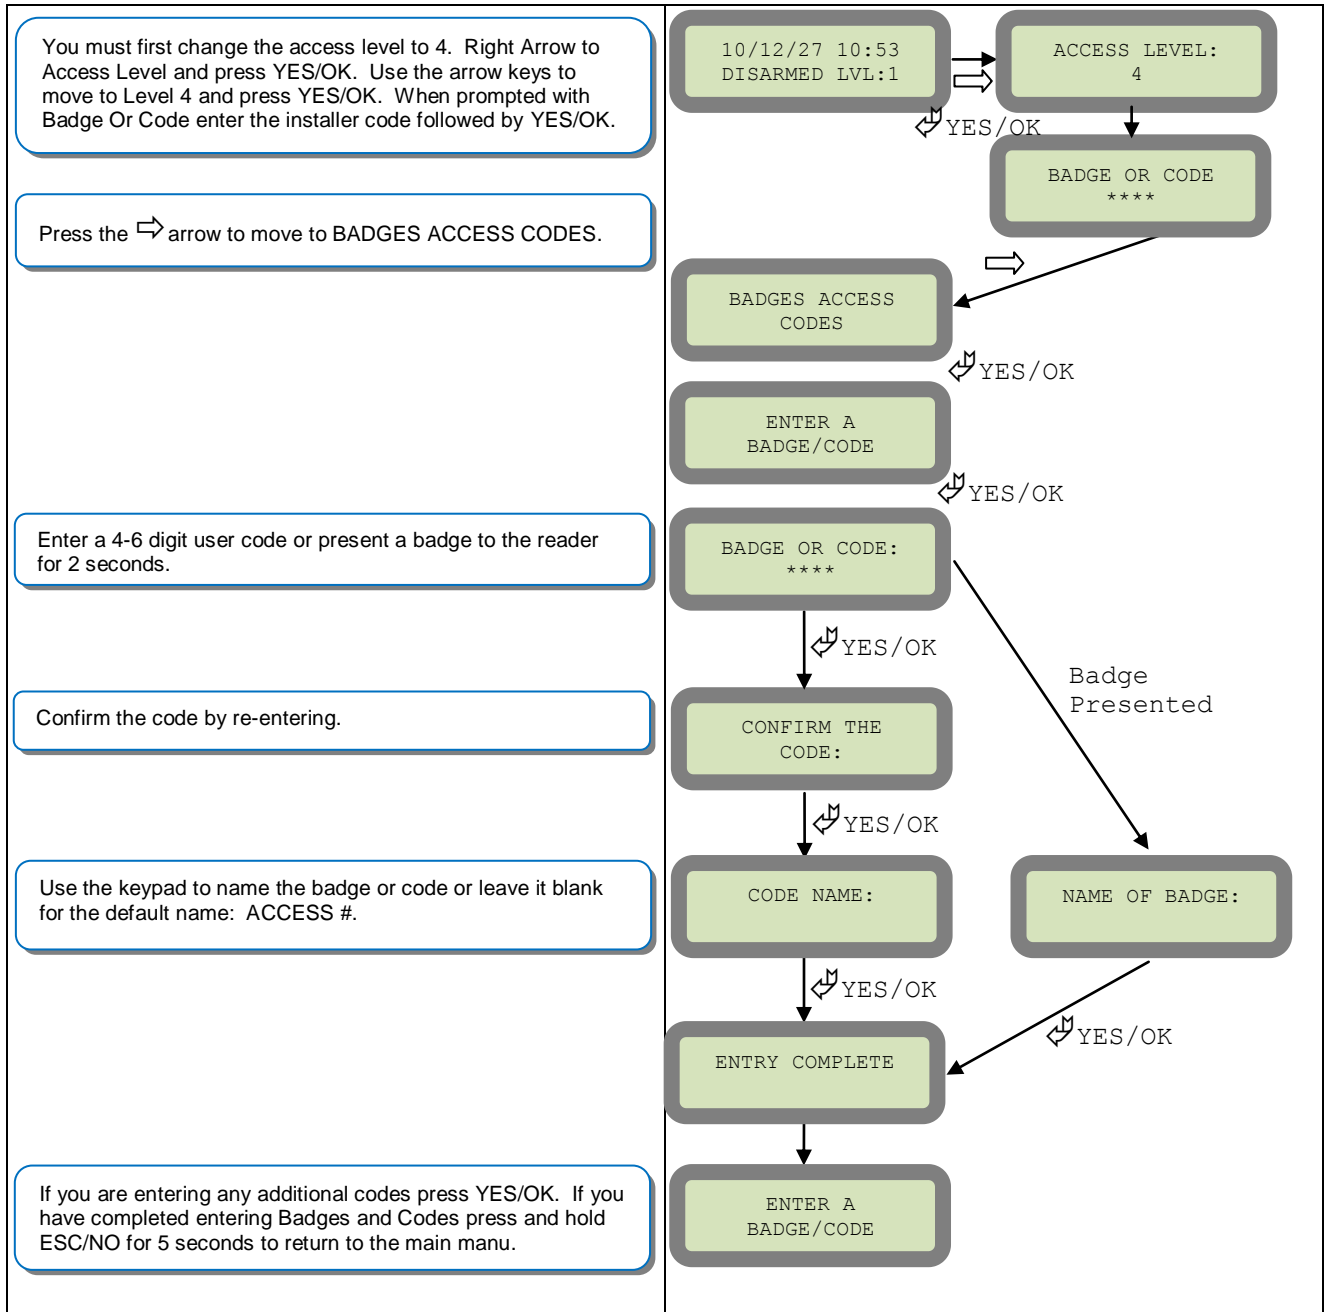 You must first change the access level to 4.  Right Arrow to
Access Level and press YES/OK.  Use the arrow keys to
move to Level 4 and press YES/OK.  When prompted with
Badge Or Code enter the installer code followed by YES/OK.
10/12/27 10:53
DISARMED LVL:1
ACCESS LEVEL:
4
YES/OK
BADGE OR CODE
****
Press the ⇨ arrow to move to BADGES ACCESS CODES.
BADGES ACCESS
CODES
YES/OK
ENTER A
BADGE/CODE
YES/OK
Enter a 4-6 digit user code or present a badge to the reader
for 2 seconds.
BADGE OR CODE:
****
YES/OK
Badge
Presented
Confirm the code by re-entering.
CONFIRM THE
CODE:
YES/OK
Use the keypad to name the badge or code or leave it blank
for the default name:  ACCESS #.
CODE NAME:
NAME OF BADGE:
YES/OK
YES/OK
ENTRY COMPLETE
If you are entering any additional codes press YES/OK.  If you
have completed entering Badges and Codes press and hold
ESC/NO for 5 seconds to return to the main manu.
ENTER A
BADGE/CODE